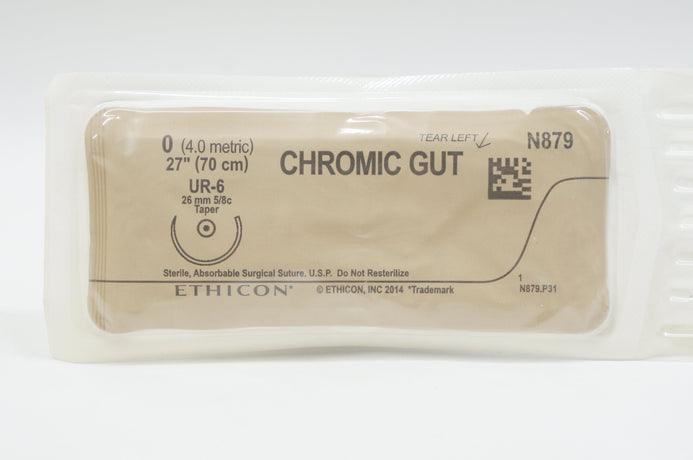 TEAR LEFT
N879
0 (4.0 metric)
27" (70 cm)
CHROMIC GUT
UR-6
26 mm 5/8c
Taper
Sterile, Absorbable Surgical Suture. U.S.P. Do Not Resterilize
ETHICON*
© ETHICON, INC 2014 *Trademark
1
N879.P31